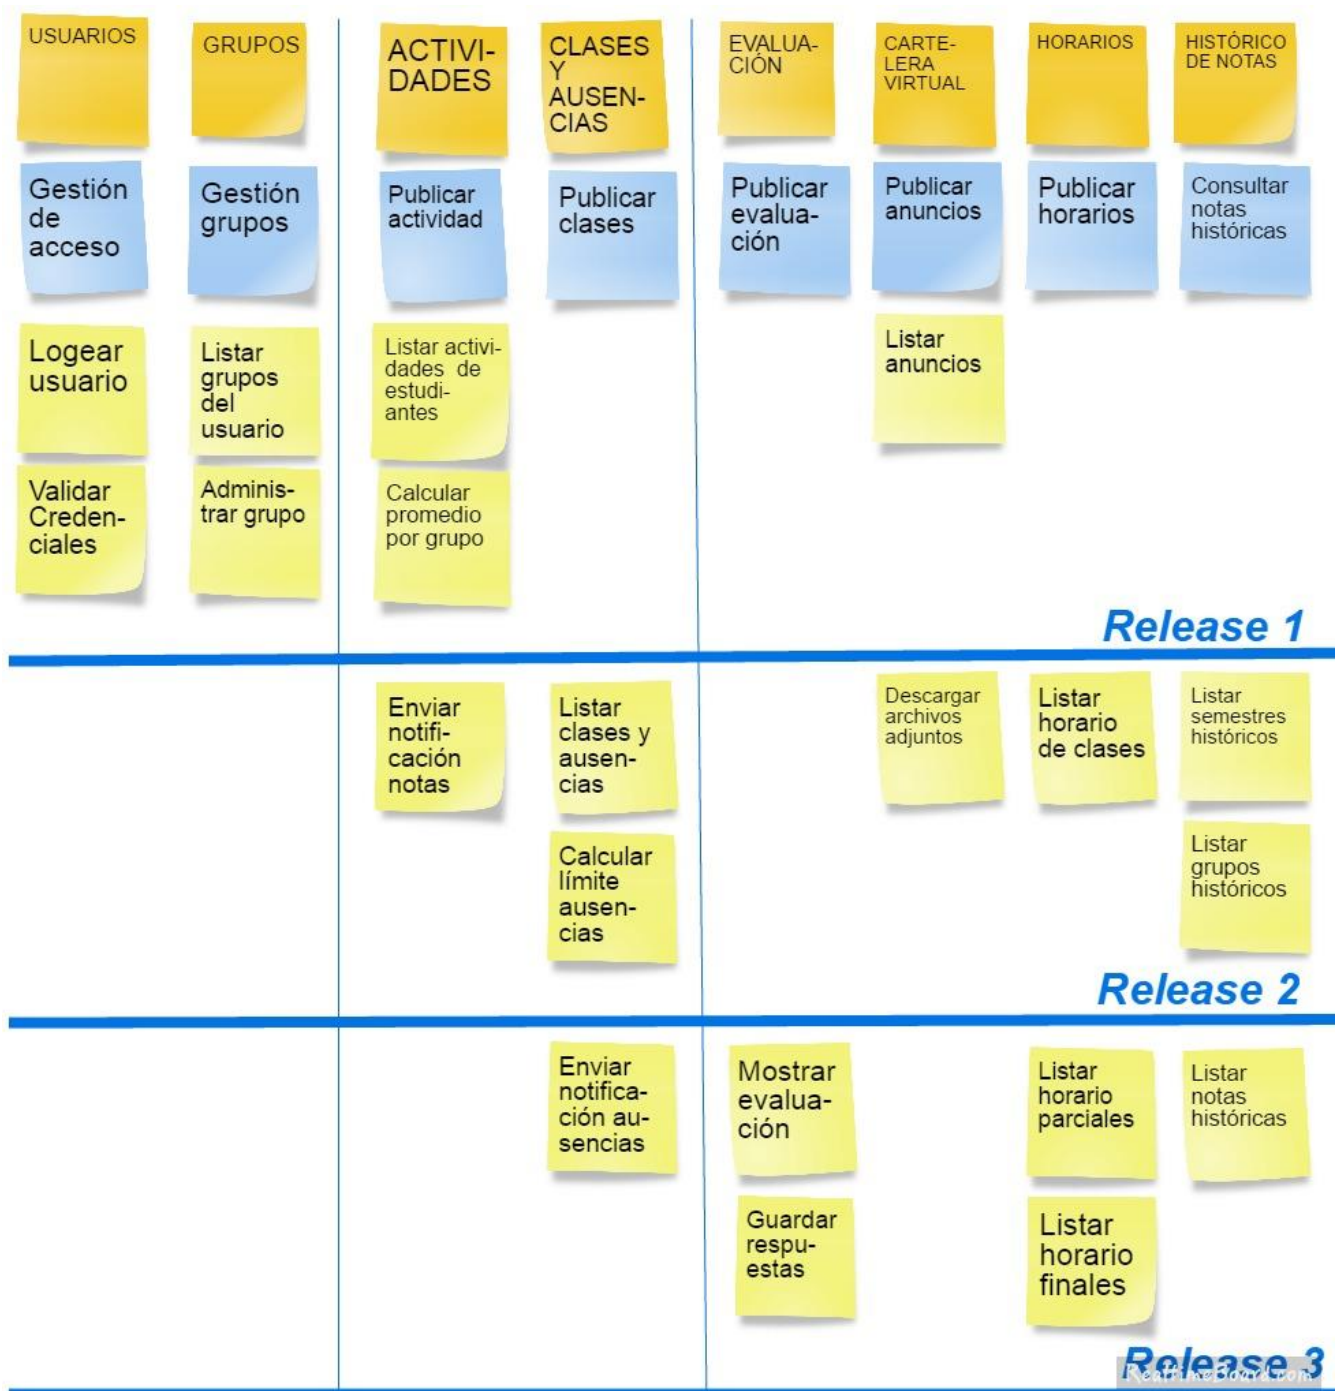 USUARIOS
GRUPOS
ACTIVI-
DADES
CLASES
Y
AUSEN-
CIAS
EVALUA-
CIÓN
CARTE-
LERA
VIRTUAL
HORARIOS
HISTÓRICO
DE NOTAS
Gestión
de
acceso
Gestión
grupos
Publicar
actividad
Publicar
clases
Publicar
evalua-
ción
Publicar
anuncios
Publicar
horarios
Consultar
notas
históricas
Logear
usuario
Listar
grupos
del
usuario
Listar activi-
dades de
estudi-
antes
Listar
anuncios
Validar
Creden-
ciales
Adminis-
trar grupo
Calcular
promedio
por grupo
Release 1
Enviar
notifi-
cación
notas
Listar
clases y
ausen-
cias
Descargar
archivos
adjuntos
Listar
horario
de clases
Listar
semestres
históricos
Calcular
límite
ausen-
cias
Listar
grupos
históricos
Release 2
Enviar
notifica-
ción au-
sencias
Mostrar
evalua-
ción
Listar
horario
parciales
Listar
notas
históricas
Guardar
respu-
estas
Listar
horario
finales
Release 3
RealtimeBoard.com